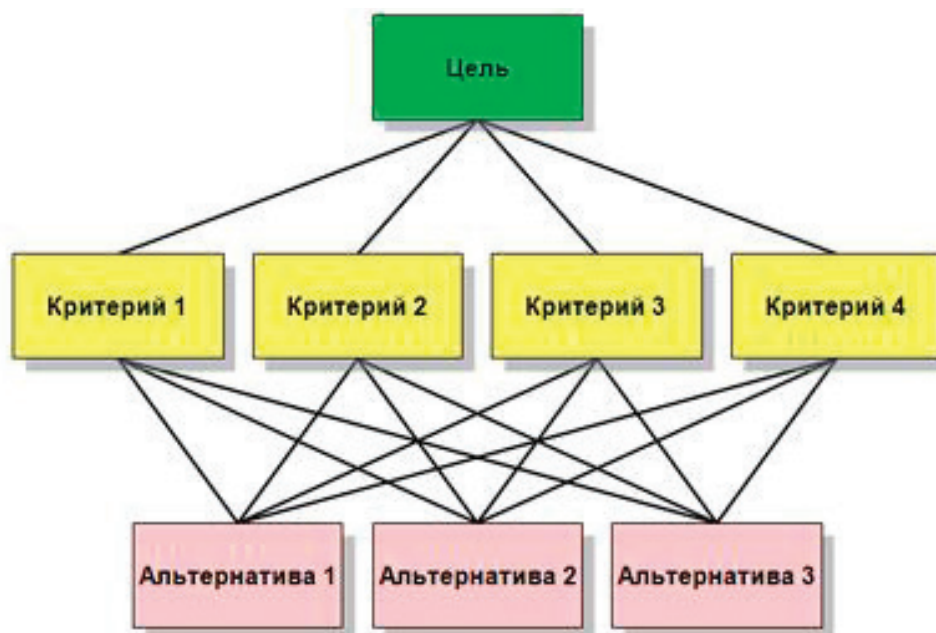 Цель
Критерий 1
Критерий 2
Критерий 3
Критерий 4
Альтернатива 1
Альтернатива 2
Альтернатива 3